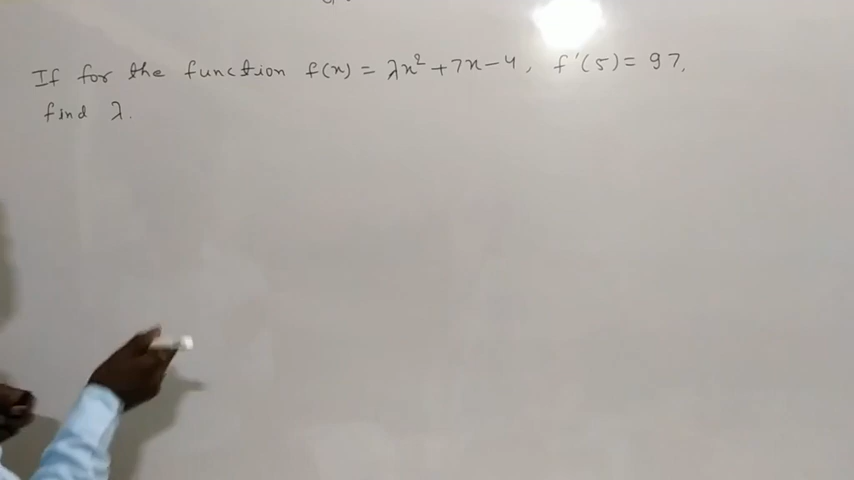 If for the function f(x) = λx² + 7x - 4, f'(5) = 97,
find λ.